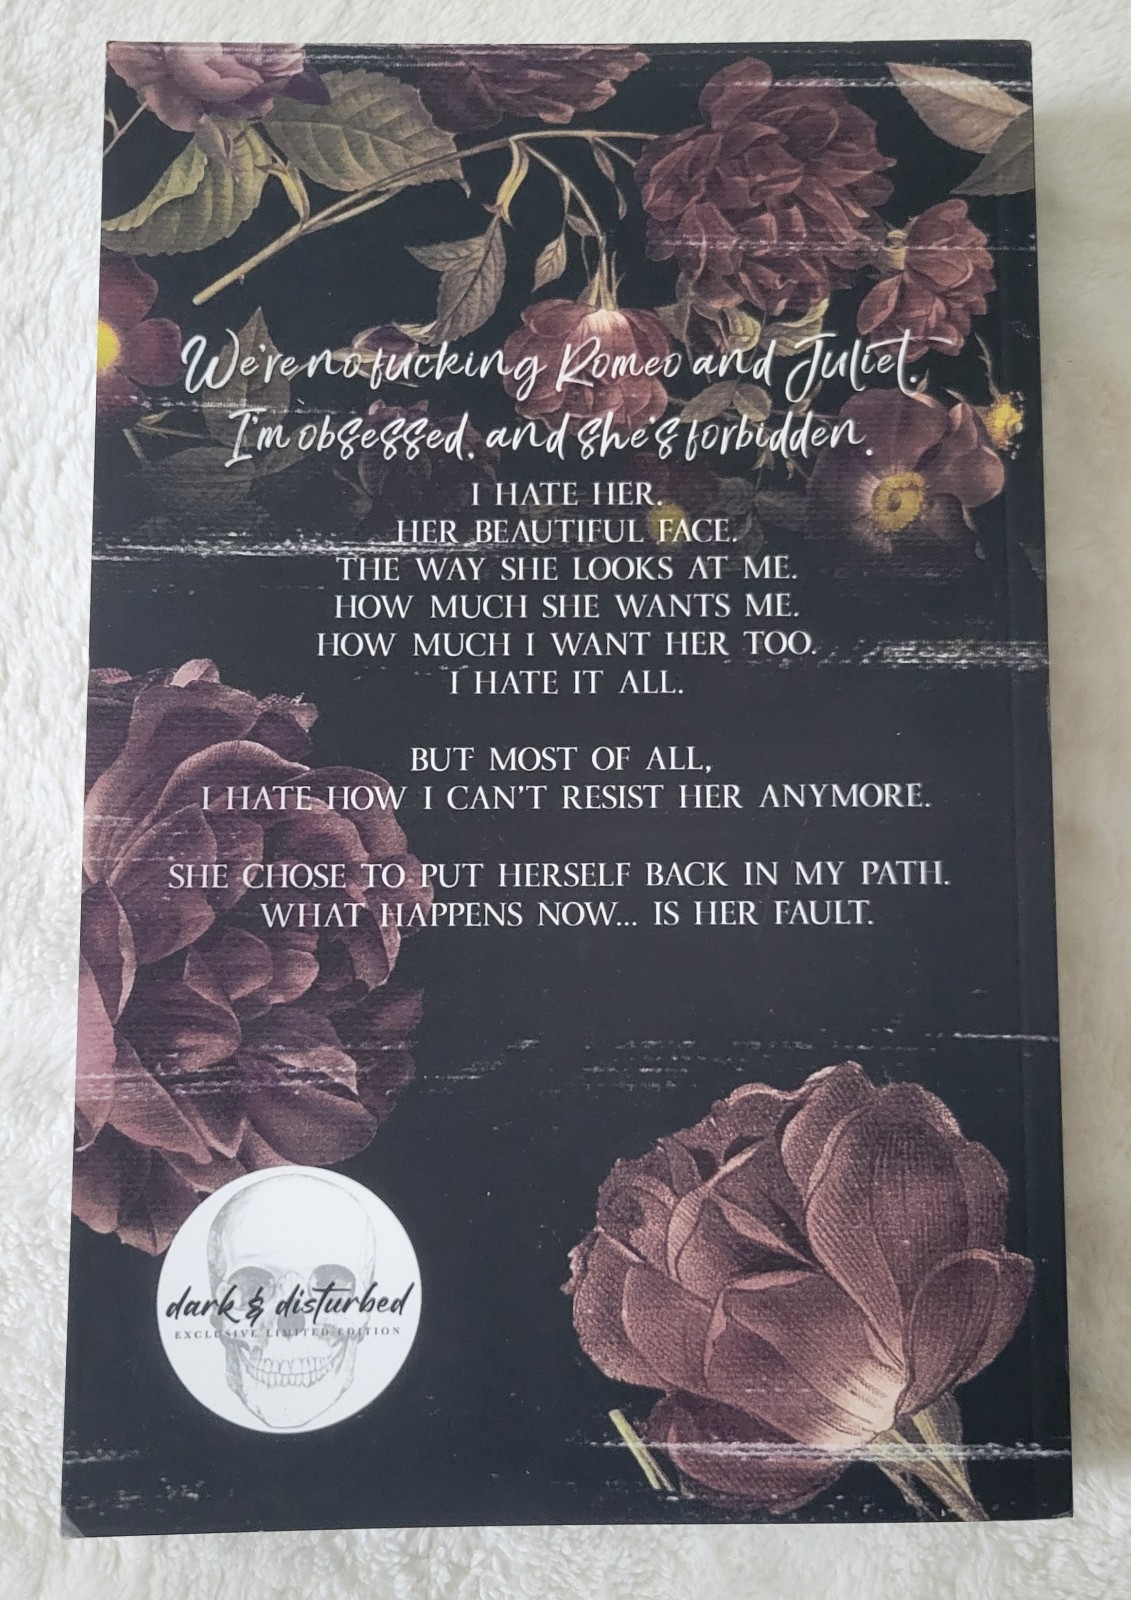 We're no fucking Romeo and Juliet.
I'm obsessed, and she's forbidden.
I HATE HER.
HER BEAUTIFUL FACE.
THE WAY SHE LOOKS AT ME.
HOW MUCH SHE WANTS ME.
HOW MUCH I WANT HER TOO.
I HATE IT ALL.
BUT MOST OF ALL,
I HATE HOW I CAN'T RESIST HER ANYMORE.
SHE CHOSE TO PUT HERSELF BACK IN MY PATH.
WHAT HAPPENS NOW... IS HER FAULT.
dark & disturbed
EXCLUSIVE LIMITED EDITION